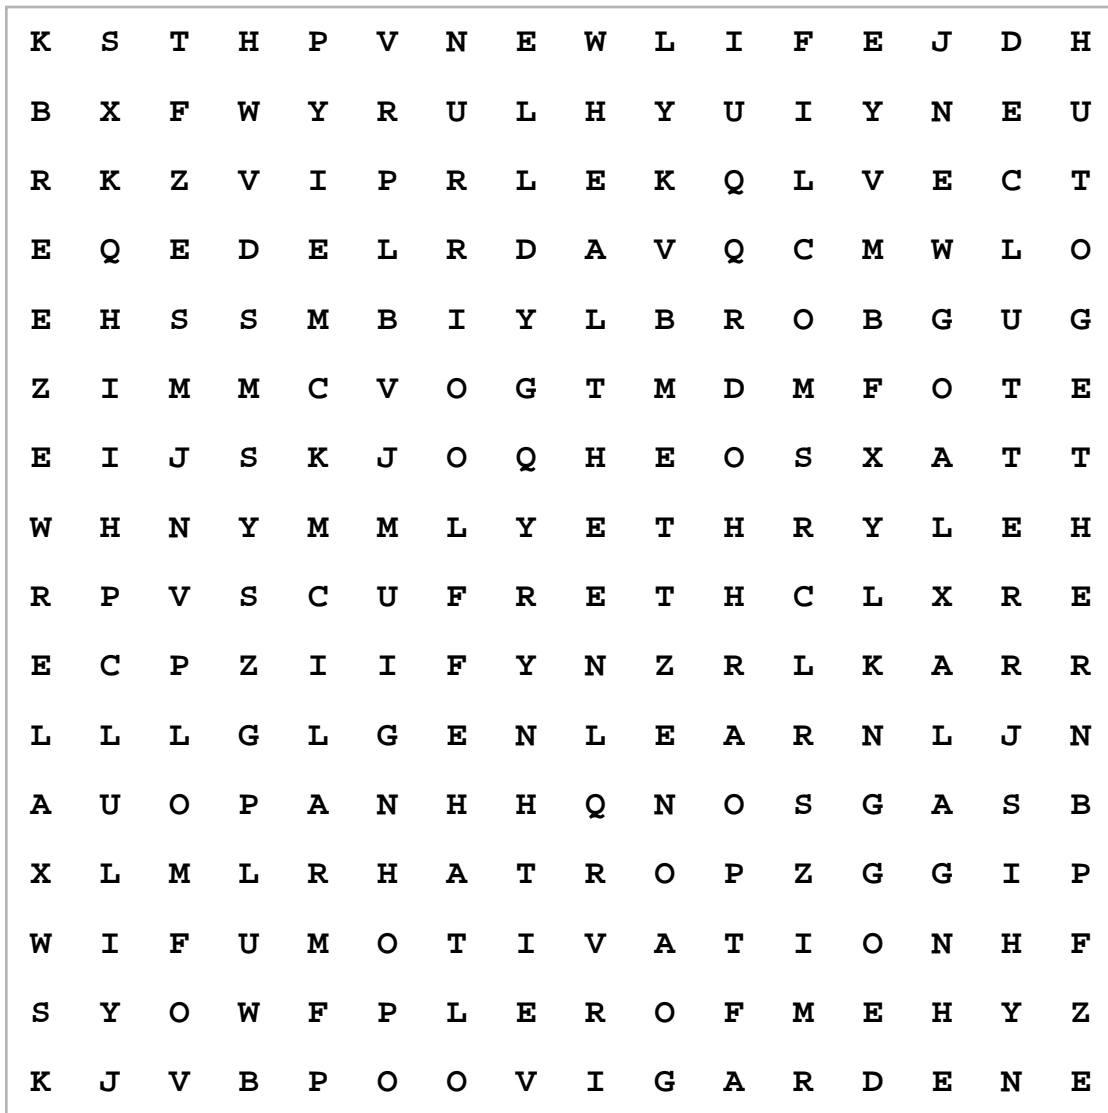 K S T H P V N E W L I F E J D H
B X F W Y R U L H Y U I Y N E U
R K Z V I P R L E K Q L V E C T
E Q E D E L R D A V Q C M W L O
E H S S M B I Y L B R O B G U G
Z I M M C V O G T M D M F O T E
E I J S K J O Q H E O S X A T T
W H N Y M M L Y E T H R Y L E H
R P V S C U F R E T H C L X R E
E C P Z I I F Y N Z R L K A R R
L L L G L G E N L E A R N L J N
A U O P A N H H Q N O S G A S B
X L M L R H A T R O P Z G G I P
W I F U M O T I V A T I O N H F
S Y O W F P L E R O F M E H Y Z
K J V B P O O V I G A R D E N E